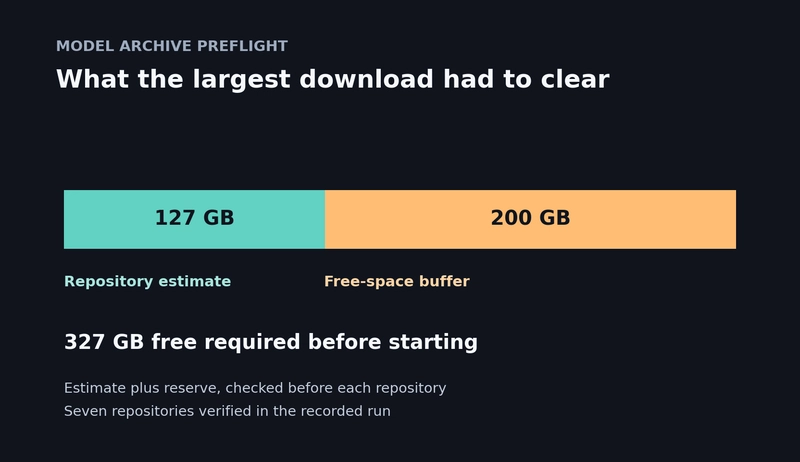 MODEL ARCHIVE PREFLIGHT
What the largest download had to clear
127 GB
200 GB
Repository estimate
Free-space buffer
327 GB free required before starting
Estimate plus reserve, checked before each repository
Seven repositories verified in the recorded run